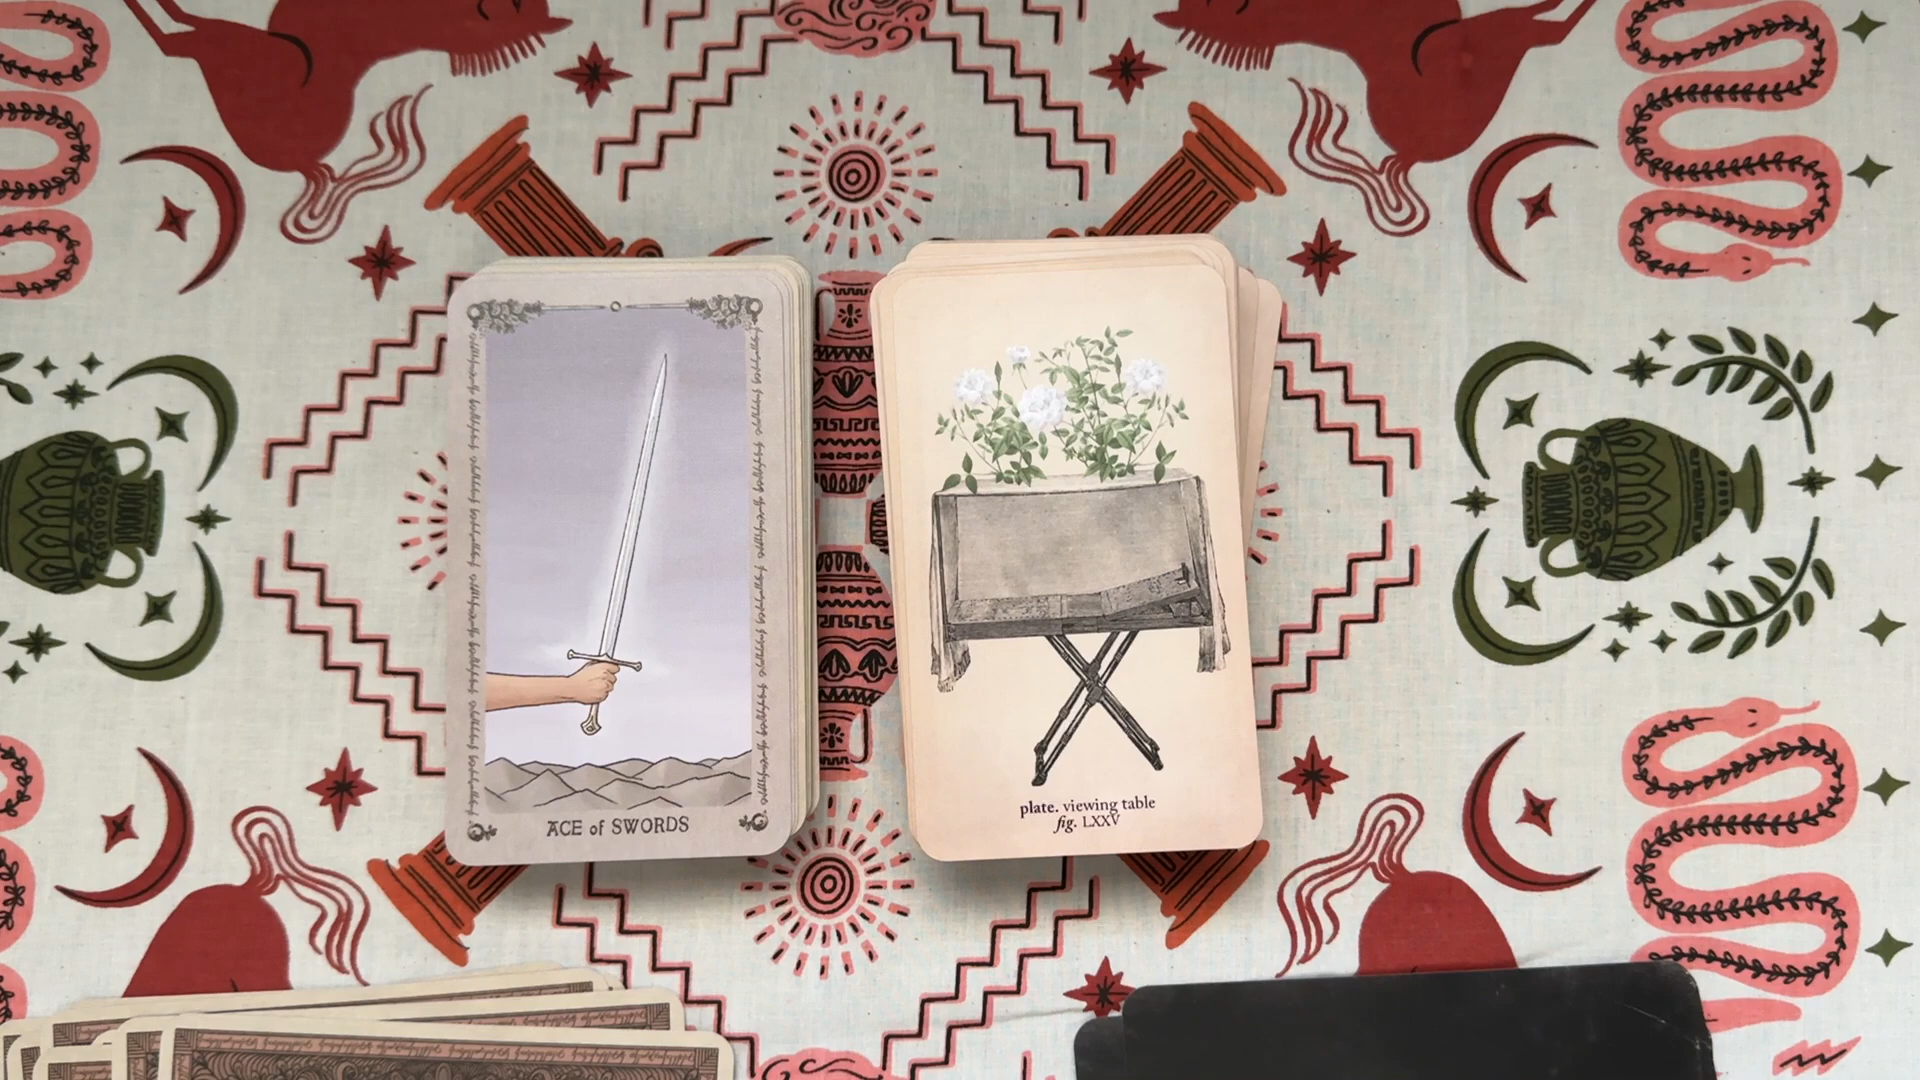 ACE of SWORDS
plate. viewing table
fig. LXXV